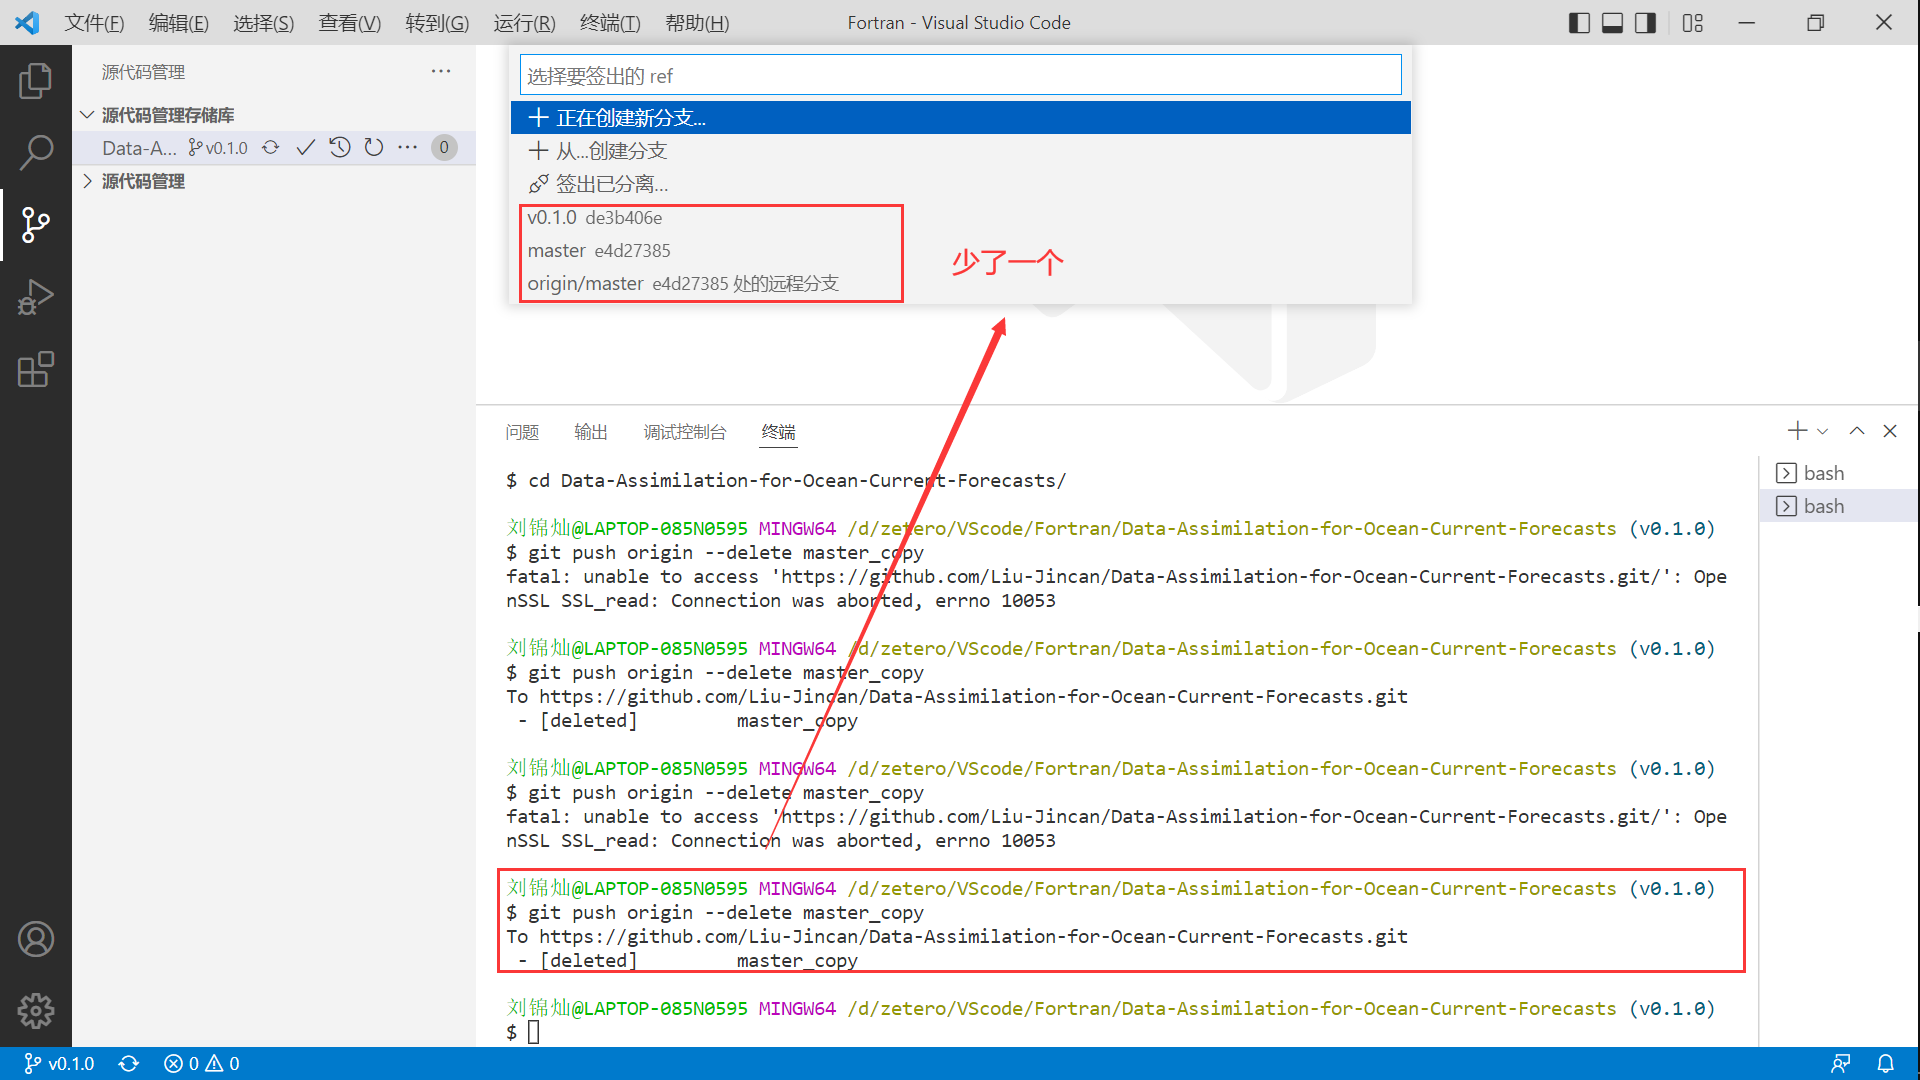 文件(F) 编辑(E) 选择(S) 查看(V) 转到(G) 运行(R) 终端(T) 帮助(H) Fortran - Visual Studio Code
源代码管理
源代码管理存储库
Data-A... v0.1.0 0
源代码管理
选择要签出的 ref
正在创建新分支...
从...创建分支
签出已分离...
v0.1.0 de3b406e
master e4d27385
origin/master e4d27385 处的远程分支
少了一个
问题 输出 调试控制台 终端
bash
bash
$ cd Data-Assimilation-for-Ocean-Current-Forecasts/
刘锦灿@LAPTOP-085N0595 MINGW64 /d/zetero/VScode/Fortran/Data-Assimilation-for-Ocean-Current-Forecasts (v0.1.0)
$ git push origin --delete master_copy
fatal: unable to access 'https://github.com/Liu-Jincan/Data-Assimilation-for-Ocean-Current-Forecasts.git/': Ope
nSSL SSL_read: Connection was aborted, errno 10053
刘锦灿@LAPTOP-085N0595 MINGW64 /d/zetero/VScode/Fortran/Data-Assimilation-for-Ocean-Current-Forecasts (v0.1.0)
$ git push origin --delete master_copy
To https://github.com/Liu-Jincan/Data-Assimilation-for-Ocean-Current-Forecasts.git
- [deleted] master_copy
刘锦灿@LAPTOP-085N0595 MINGW64 /d/zetero/VScode/Fortran/Data-Assimilation-for-Ocean-Current-Forecasts (v0.1.0)
$ git push origin --delete master_copy
fatal: unable to access 'https://github.com/Liu-Jincan/Data-Assimilation-for-Ocean-Current-Forecasts.git/': Ope
nSSL SSL_read: Connection was aborted, errno 10053
刘锦灿@LAPTOP-085N0595 MINGW64 /d/zetero/VScode/Fortran/Data-Assimilation-for-Ocean-Current-Forecasts (v0.1.0)
$ git push origin --delete master_copy
To https://github.com/Liu-Jincan/Data-Assimilation-for-Ocean-Current-Forecasts.git
- [deleted] master_copy
刘锦灿@LAPTOP-085N0595 MINGW64 /d/zetero/VScode/Fortran/Data-Assimilation-for-Ocean-Current-Forecasts (v0.1.0)
$
v0.1.0 0 0